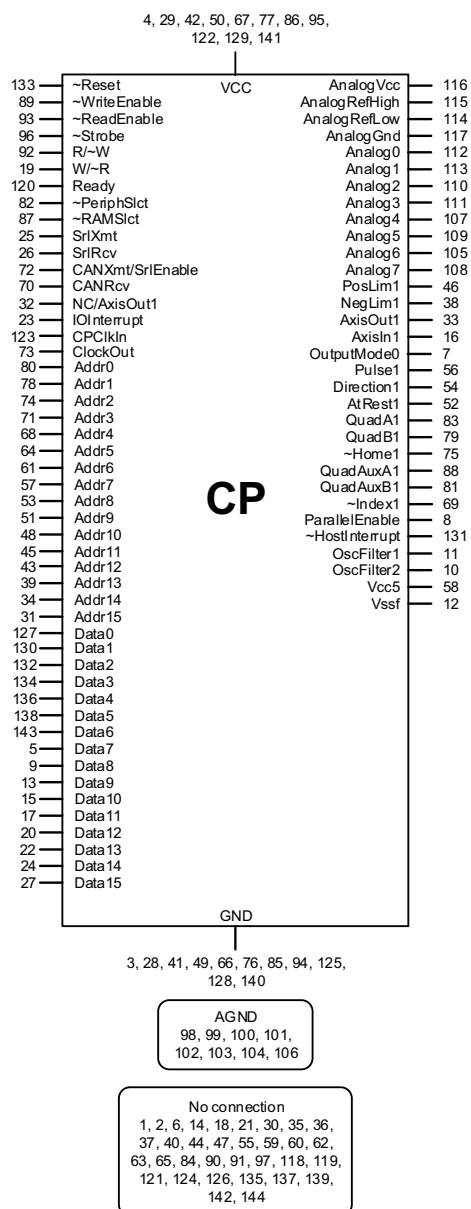 4, 29, 42, 50, 67, 77, 86, 95,
122, 129, 141
VCC
133 ~Reset
89 ~WriteEnable
93 ~ReadEnable
96 ~Strobe
92 R/~W
19 W/~R
120 Ready
82 ~PeriphSlct
87 ~RAMSlct
25 SrlXmt
26 SrlRcv
72 CANXmt/SrlEnable
70 CANRcv
32 NC/AxisOut1
23 IOInterrupt
123 CPClkIn
73 ClockOut
80 Addr0
78 Addr1
74 Addr2
71 Addr3
68 Addr4
64 Addr5
61 Addr6
57 Addr7
53 Addr8
51 Addr9
48 Addr10
45 Addr11
43 Addr12
39 Addr13
34 Addr14
31 Addr15
127 Data0
130 Data1
132 Data2
134 Data3
136 Data4
138 Data5
143 Data6
5 Data7
9 Data8
13 Data9
15 Data10
17 Data11
20 Data12
22 Data13
24 Data14
27 Data15
CP
AnalogVcc 116
AnalogRefHigh 115
AnalogRefLow 114
AnalogGnd 117
Analog0 112
Analog1 113
Analog2 110
Analog3 111
Analog4 107
Analog5 109
Analog6 105
Analog7 108
PosLim1 46
NegLim1 38
AxisOut1 33
AxisIn1 16
OutputMode0 7
Pulse1 56
Direction1 54
AtRest1 52
QuadA1 83
QuadB1 79
~Home1 75
QuadAuxA1 88
QuadAuxB1 81
~Index1 69
ParallelEnable 8
~HostInterrupt 131
OscFilter1 11
OscFilter2 10
Vcc5 58
Vssf 12
GND
3, 28, 41, 49, 66, 76, 85, 94, 125,
128, 140
AGND
98, 99, 100, 101,
102, 103, 104, 106
No connection
1, 2, 6, 14, 18, 21, 30, 35, 36,
37, 40, 44, 47, 55, 59, 60, 62,
63, 65, 84, 90, 91, 97, 118, 119,
121, 124, 126, 135, 137, 139,
142, 144